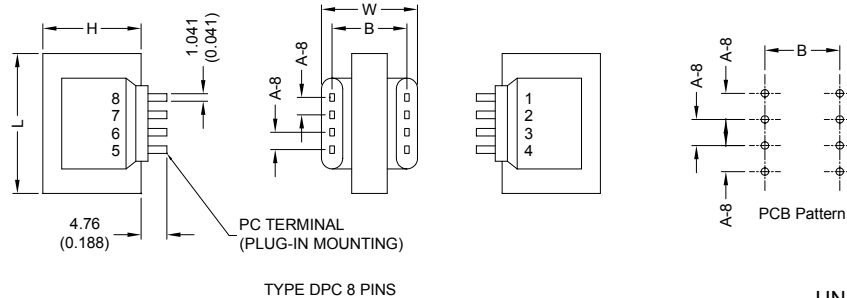 H
W
B
1.041
(0.041)
A-8
A-8
L
8
7
6
5
1
2
3
4
B
A-8
A-8
A-8
PCB Pattern
4.76
(0.188)
PC TERMINAL
(PLUG-IN MOUNTING)
TYPE DPC 8 PINS